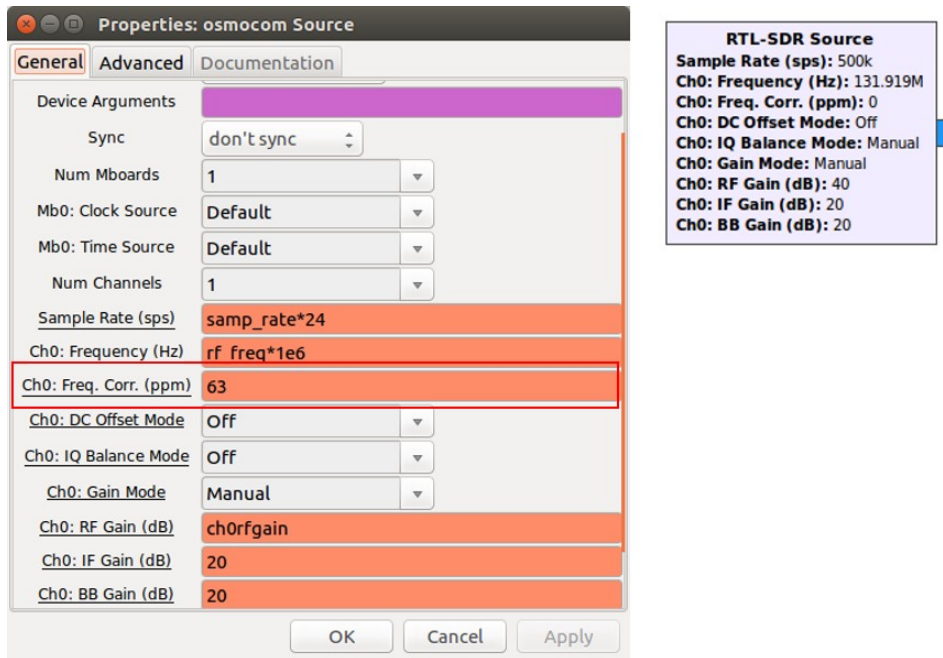 Properties: osmocom Source
General Advanced Documentation
Device Arguments
Sync don't sync
Num Mboards 1
Mb0: Clock Source Default
Mb0: Time Source Default
Num Channels 1
Sample Rate (sps) samp_rate*24
Ch0: Frequency (Hz) rf_freq*1e6
Ch0: Freq. Corr. (ppm) 63
Ch0: DC Offset Mode Off
Ch0: IQ Balance Mode Off
Ch0: Gain Mode Manual
Ch0: RF Gain (dB) ch0rfgain
Ch0: IF Gain (dB) 20
Ch0: BB Gain (dB) 20
OK Cancel Apply
RTL-SDR Source
Sample Rate (sps): 500k
Ch0: Frequency (Hz): 131.919M
Ch0: Freq. Corr. (ppm): 0
Ch0: DC Offset Mode: Off
Ch0: IQ Balance Mode: Manual
Ch0: Gain Mode: Manual
Ch0: RF Gain (dB): 40
Ch0: IF Gain (dB): 20
Ch0: BB Gain (dB): 20